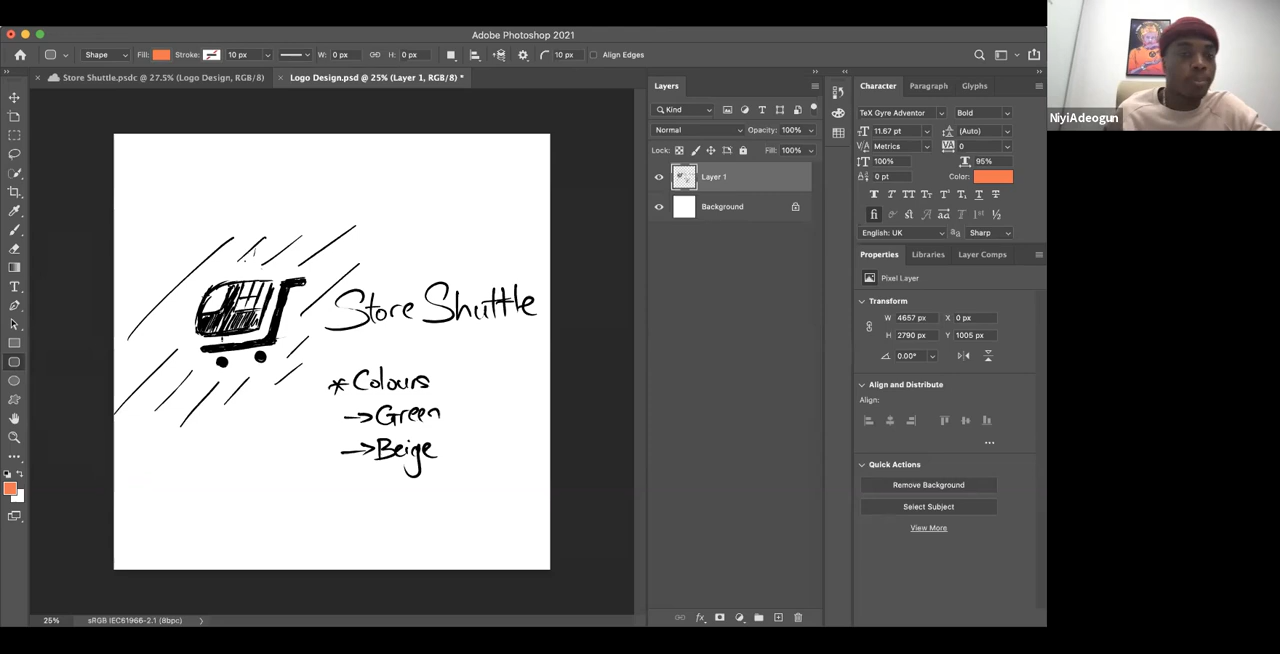 Adobe Photoshop 2021
Shape Fill: Stroke: 10 px W: 0 px H: 0 px 10 px Align Edges
Store Shuttle.psdc @ 27.5% (Logo Design, RGB/8)
Logo Design.psd @ 25% (Layer 1, RGB/8) *
Store Shuttle
* Colours
→ Green
→ Beige
25% sRGB IEC61966-2.1 (8bpc)
Layers
Kind
Normal Opacity: 100%
Lock: Fill: 100%
Layer 1
Background
Character Paragraph Glyphs
TeX Gyre Adventor Bold
11.67 pt (Auto)
Metrics 0
100% 95%
0 pt Color:
English: UK Sharp
Properties Libraries Layer Comps
Pixel Layer
Transform
W 4657 px X 0 px
H 2790 px Y 1005 px
0.00°
Align and Distribute
Align:
Quick Actions
Remove Background
Select Subject
View More
NiyiAdeogun